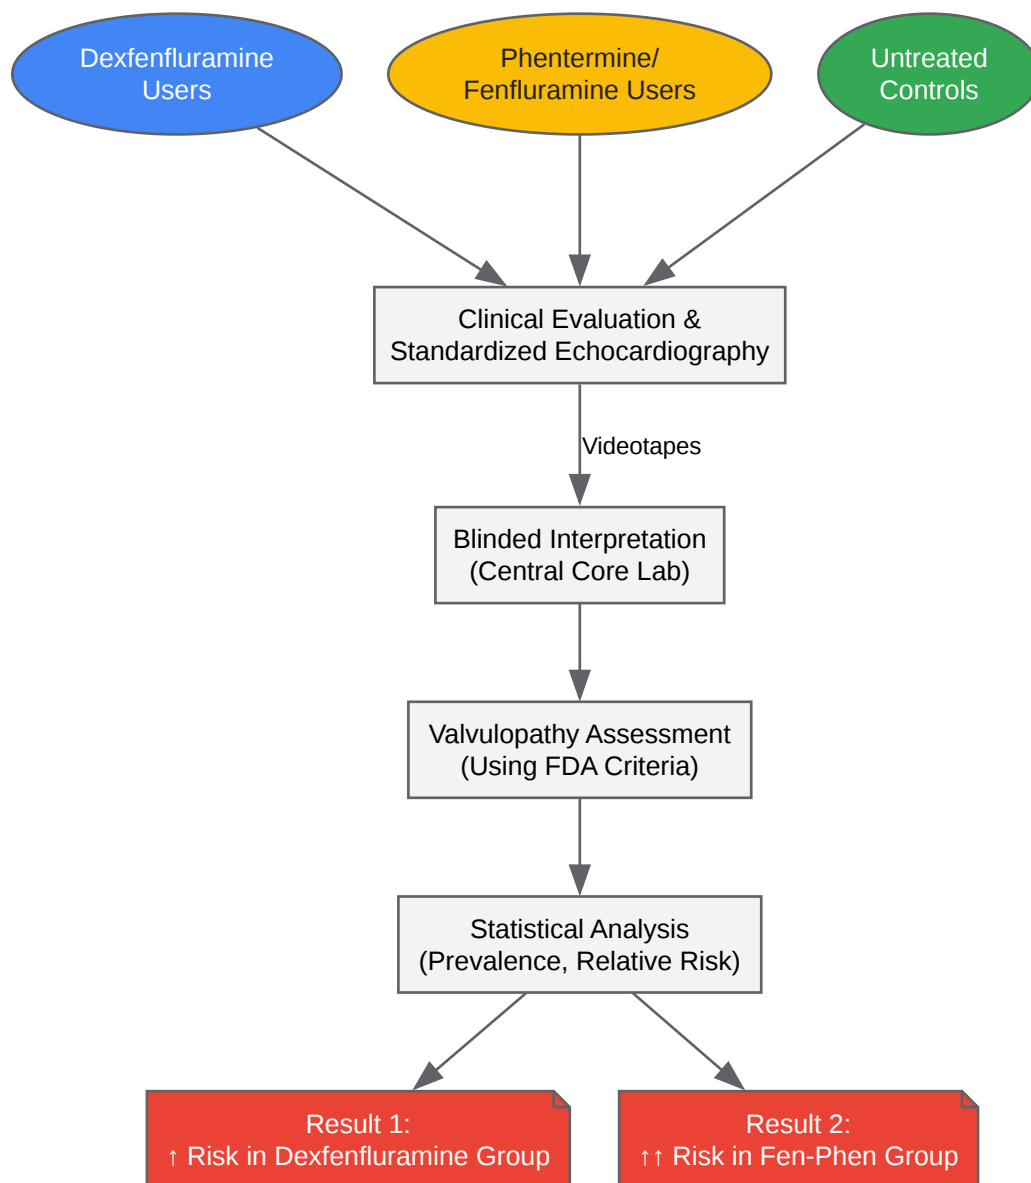 Dexfenfluramine
Users
Phentermine/
Fenfluramine Users
Untreated
Controls
Clinical Evaluation &
Standardized Echocardiography
Videotapes
Blinded Interpretation
(Central Core Lab)
Valvulopathy Assessment
(Using FDA Criteria)
Statistical Analysis
(Prevalence, Relative Risk)
Result 1:
↑ Risk in Dexfenfluramine Group
Result 2:
↑↑ Risk in Fen-Phen Group